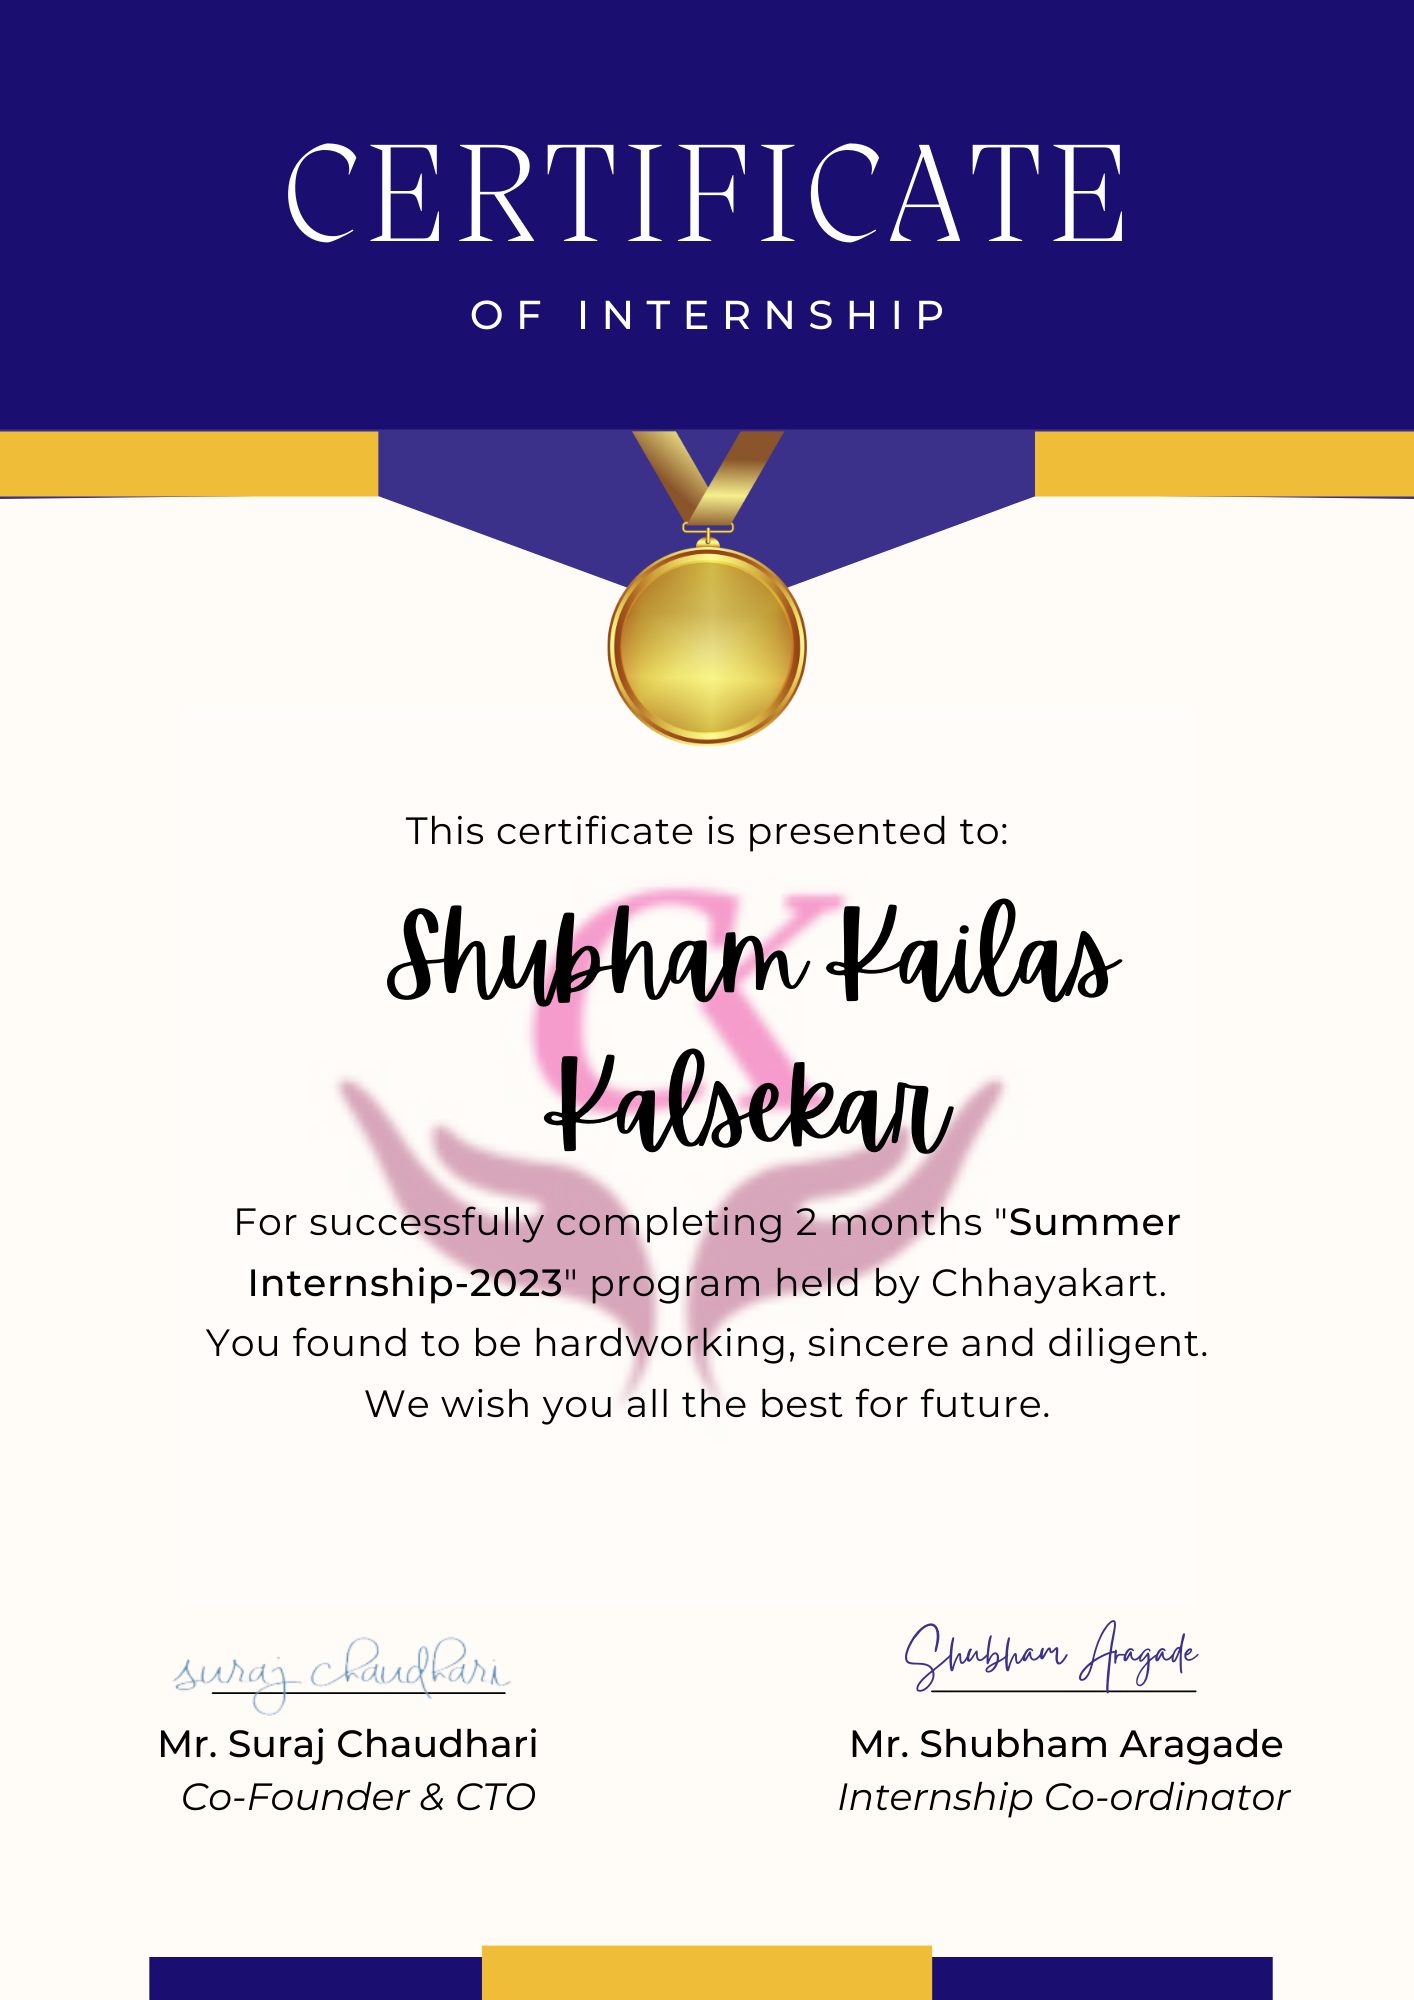 CERTIFICATE
OF INTERNSHIP
This certificate is presented to:
CK
Shubham Kailas
Kalsekar
For successfully completing 2 months "Summer
Internship-2023" program held by Chhayakart.
You found to be hardworking, sincere and diligent.
We wish you all the best for future.
suraj chaudhari
Mr. Suraj Chaudhari
Co-Founder & CTO
Shubham Aragade
Mr. Shubham Aragade
Internship Co-ordinator